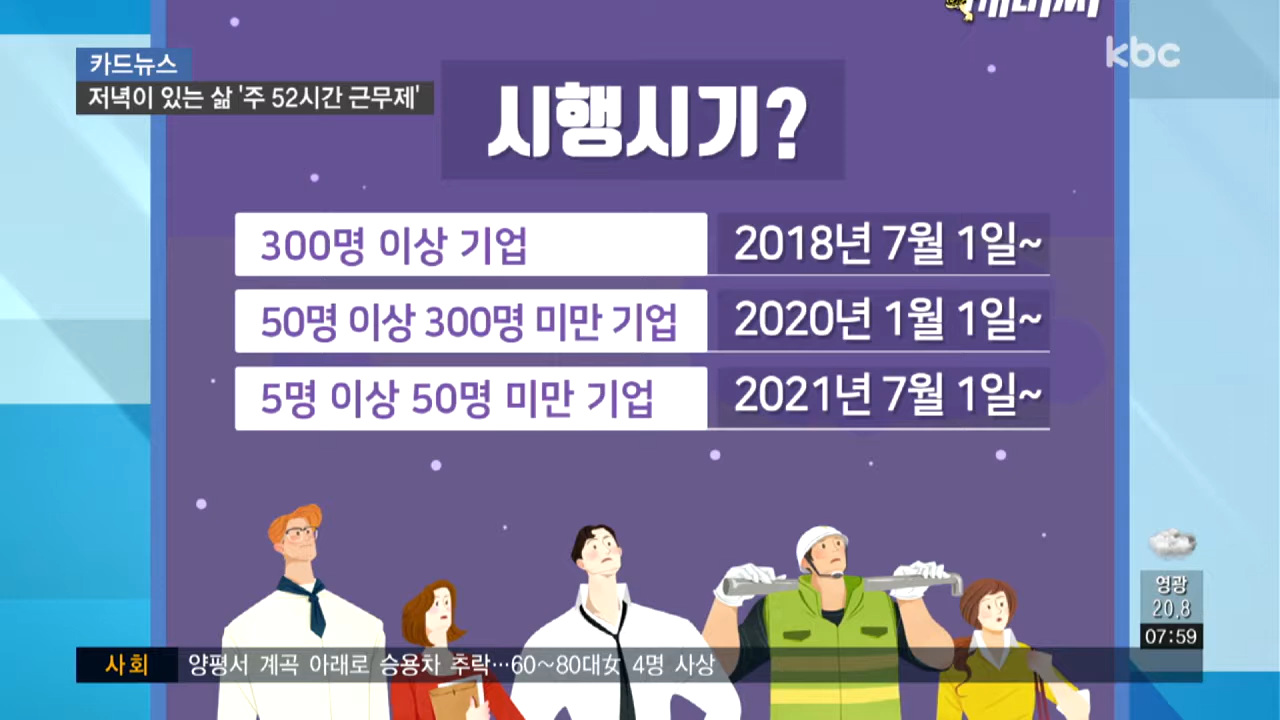 kbc
카드뉴스
저녁이 있는 삶 '주 52시간 근무제'
시행시기?
300명 이상 기업 2018년 7월 1일~
50명 이상 300명 미만 기업 2020년 1월 1일~
5명 이상 50명 미만 기업 2021년 7월 1일~
영광
20.8
07:59
사회 양평서 계곡 아래로 승용차 추락…60~80대女 4명 사상